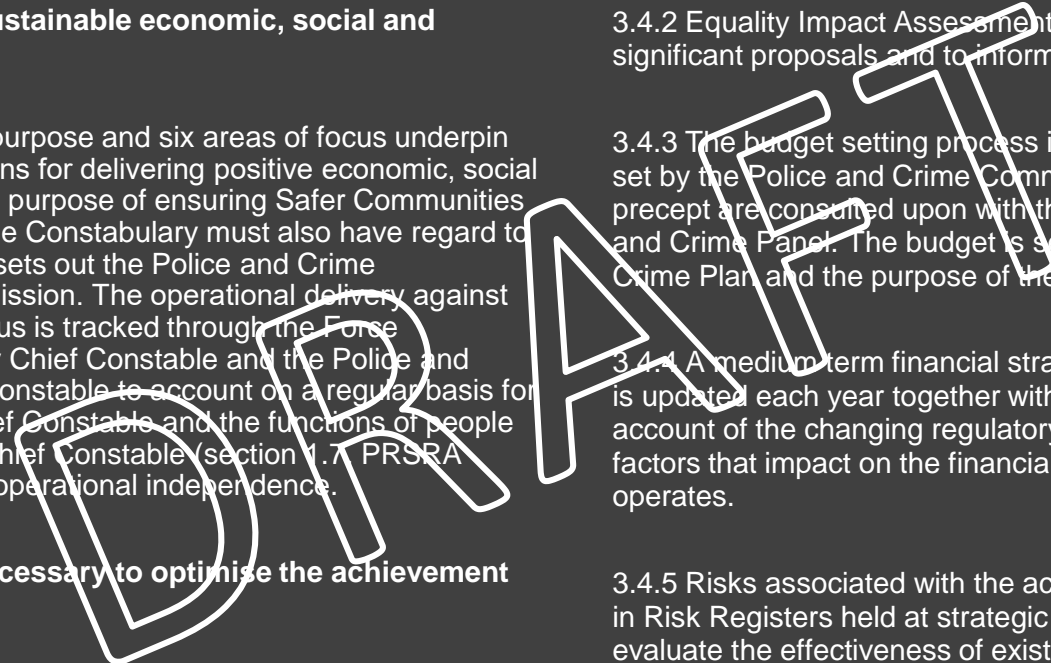 ustainable economic, social and
purpose and six areas of focus underpin
ns for delivering positive economic, social
purpose of ensuring Safer Communities
e Constabulary must also have regard to
sets out the Police and Crime
ission. The operational delivery against
us is tracked through the Force
Chief Constable and the Police and
onstable to account on a regular basis for
ef Constable and the functions of people
hief Constable (section 1.7 PRSRA
operational independence.
cessary to optimise the achievement
3.4.2 Equality Impact Assessment
significant proposals and to inform
3.4.3 The budget setting process i
set by the Police and Crime Comm
precept are consulted upon with th
and Crime Panel. The budget is s
Crime Plan and the purpose of the
3.4.4 A medium term financial stra
is updated each year together with
account of the changing regulatory
factors that impact on the financia
operates.
3.4.5 Risks associated with the ac
in Risk Registers held at strategic
evaluate the effectiveness of exist
DRAFT